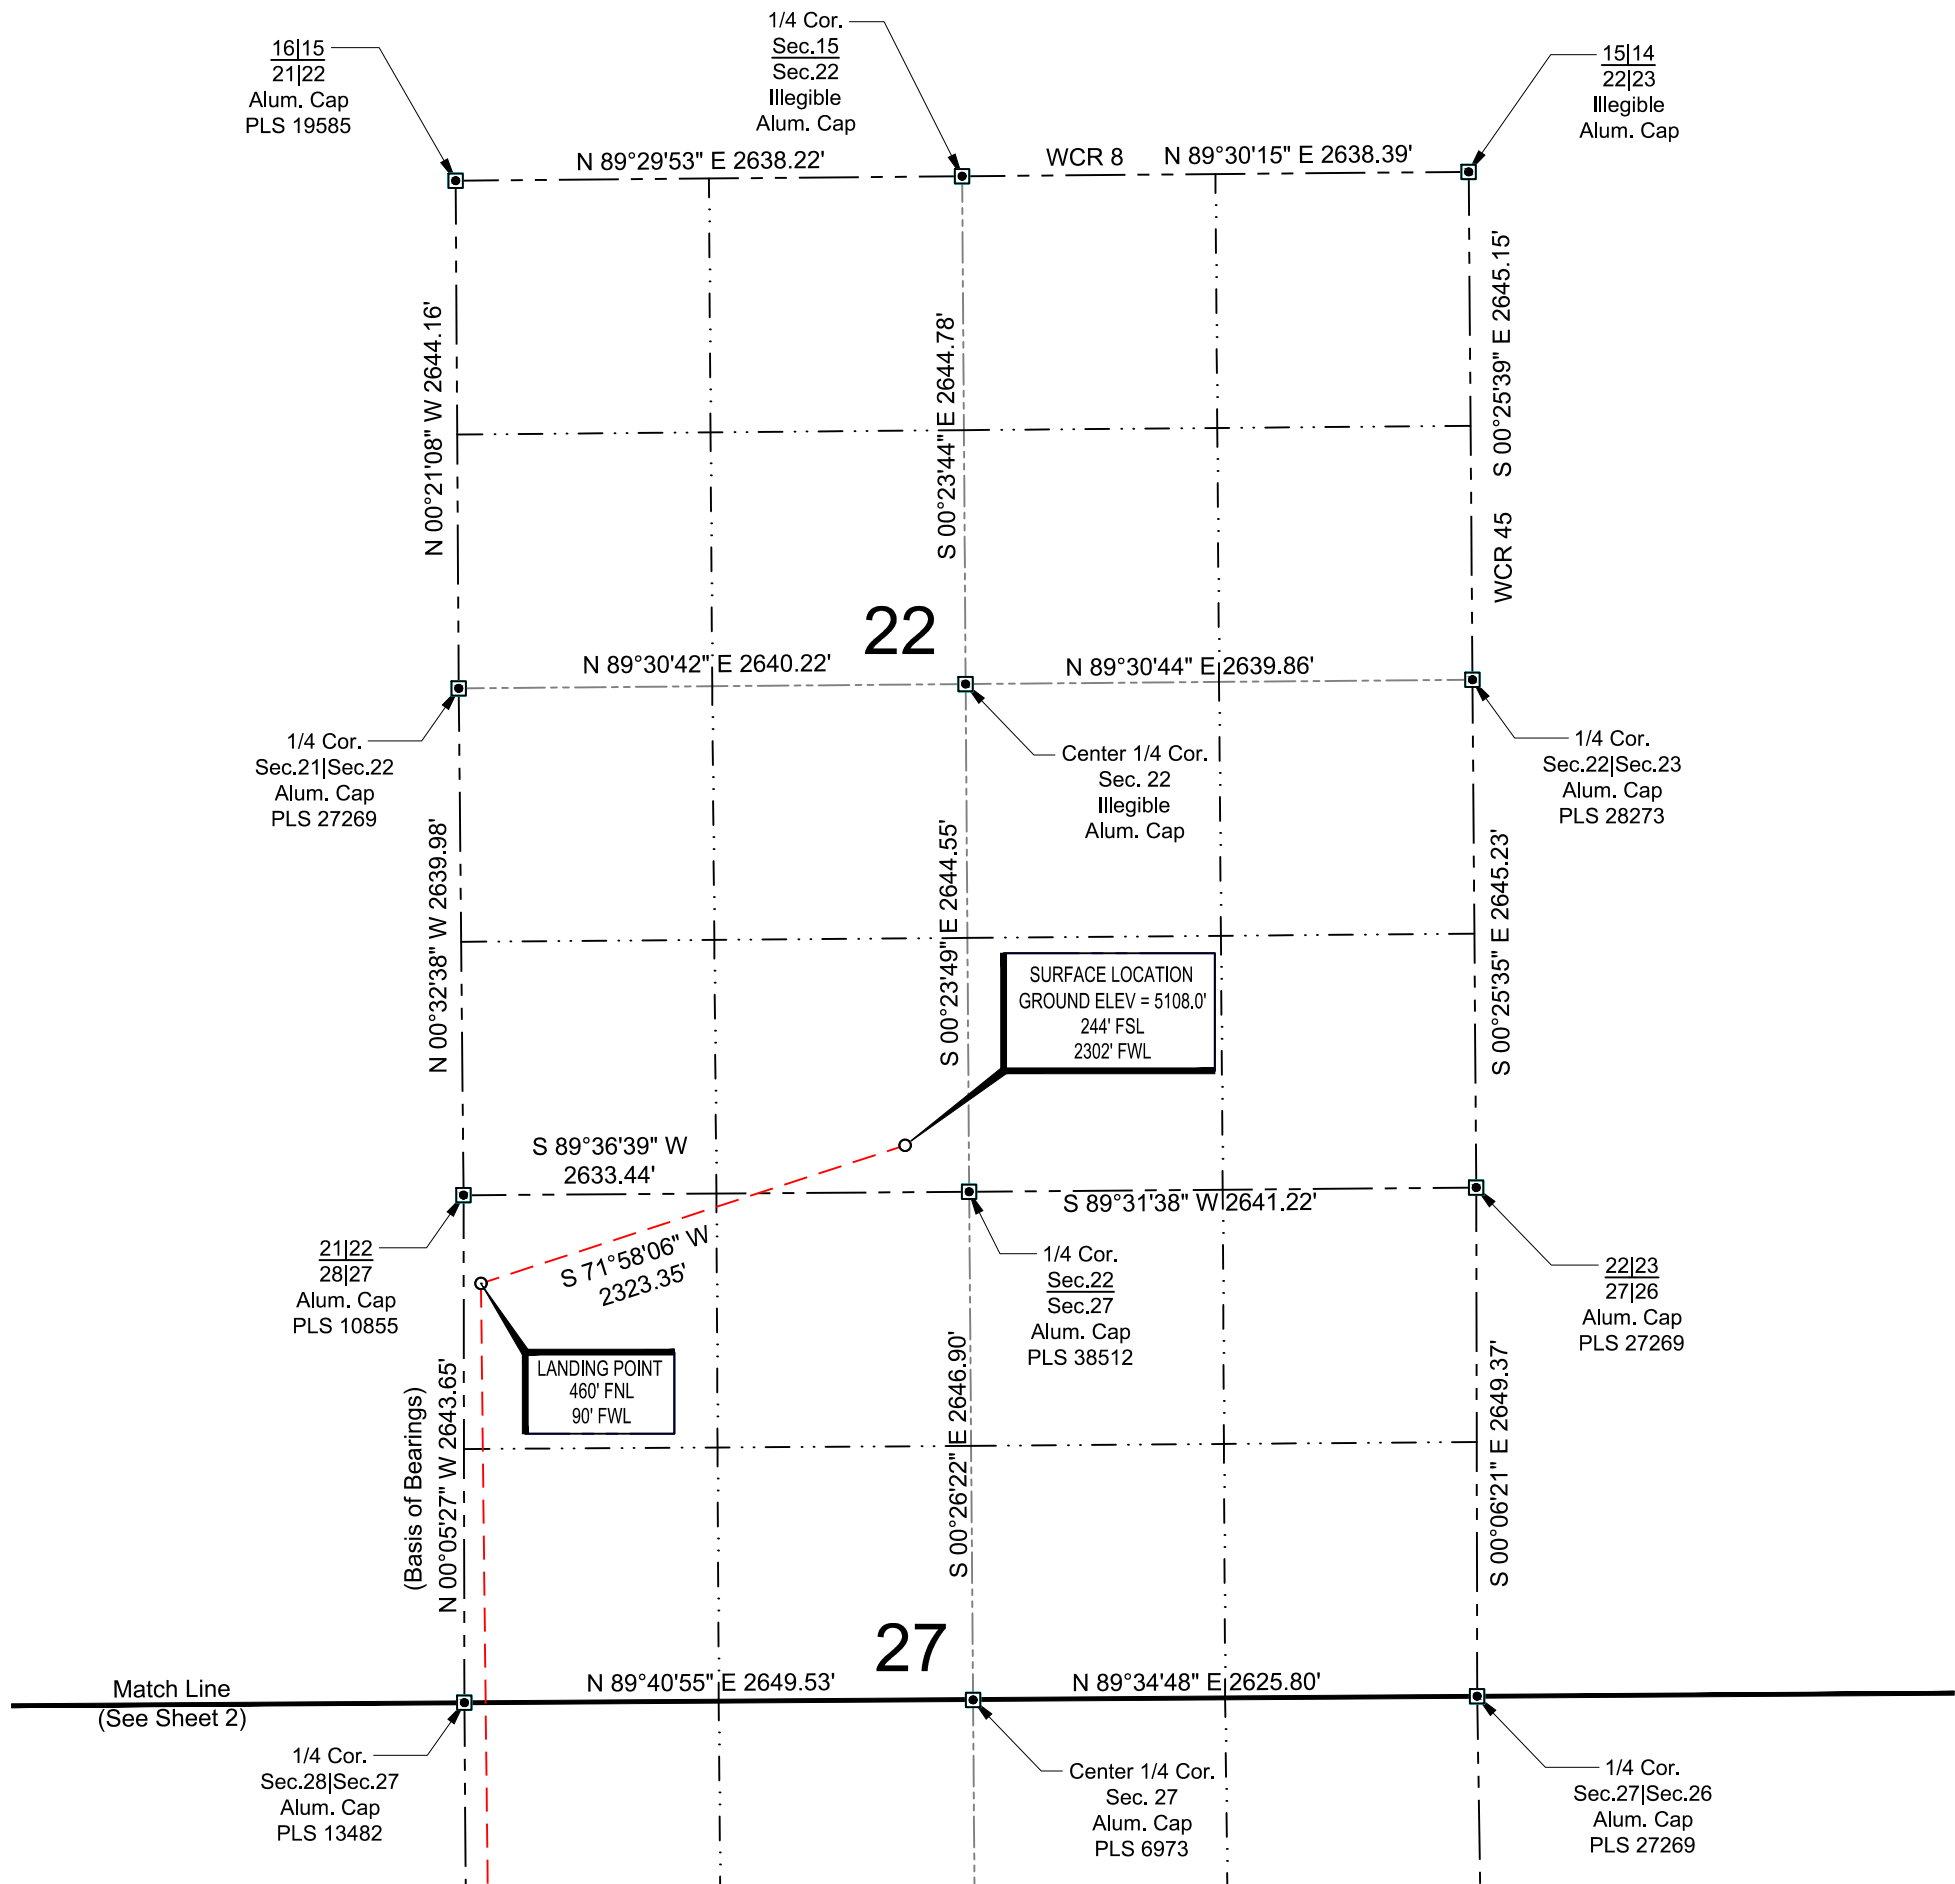 16|15
21|22
Alum. Cap
PLS 19585
1/4 Cor.
Sec.15
Sec.22
Illegible
Alum. Cap
15|14
22|23
Illegible
Alum. Cap
N 89°29'53" E 2638.22'
WCR 8
N 89°30'15" E 2638.39'
N 00°21'08" W 2644.16'
S 00°23'44" E 2644.78'
S 00°25'39" E 2645.15'
WCR 45
22
N 89°30'42" E 2640.22'
N 89°30'44" E 2639.86'
1/4 Cor.
Sec.21|Sec.22
Alum. Cap
PLS 27269
Center 1/4 Cor.
Sec. 22
Illegible
Alum. Cap
1/4 Cor.
Sec.22|Sec.23
Alum. Cap
PLS 28273
N 00°32'38" W 2639.98'
S 00°23'49" E 2644.55'
S 00°25'35" E 2645.23'
SURFACE LOCATION
GROUND ELEV = 5108.0'
244' FSL
2302' FWL
S 89°36'39" W
2633.44'
S 89°31'38" W 2641.22'
S 71°58'06" W
2323.35'
21|22
28|27
Alum. Cap
PLS 10855
1/4 Cor.
Sec.22
Sec.27
Alum. Cap
PLS 38512
22|23
27|26
Alum. Cap
PLS 27269
LANDING POINT
460' FNL
90' FWL
(Basis of Bearings)
N 00°05'27" W 2643.65'
S 00°26'22" E 2646.90'
S 00°06'21" E 2649.37'
27
Match Line
(See Sheet 2)
N 89°40'55" E 2649.53'
N 89°34'48" E 2625.80'
1/4 Cor.
Sec.28|Sec.27
Alum. Cap
PLS 13482
Center 1/4 Cor.
Sec. 27
Alum. Cap
PLS 6973
1/4 Cor.
Sec.27|Sec.26
Alum. Cap
PLS 27269